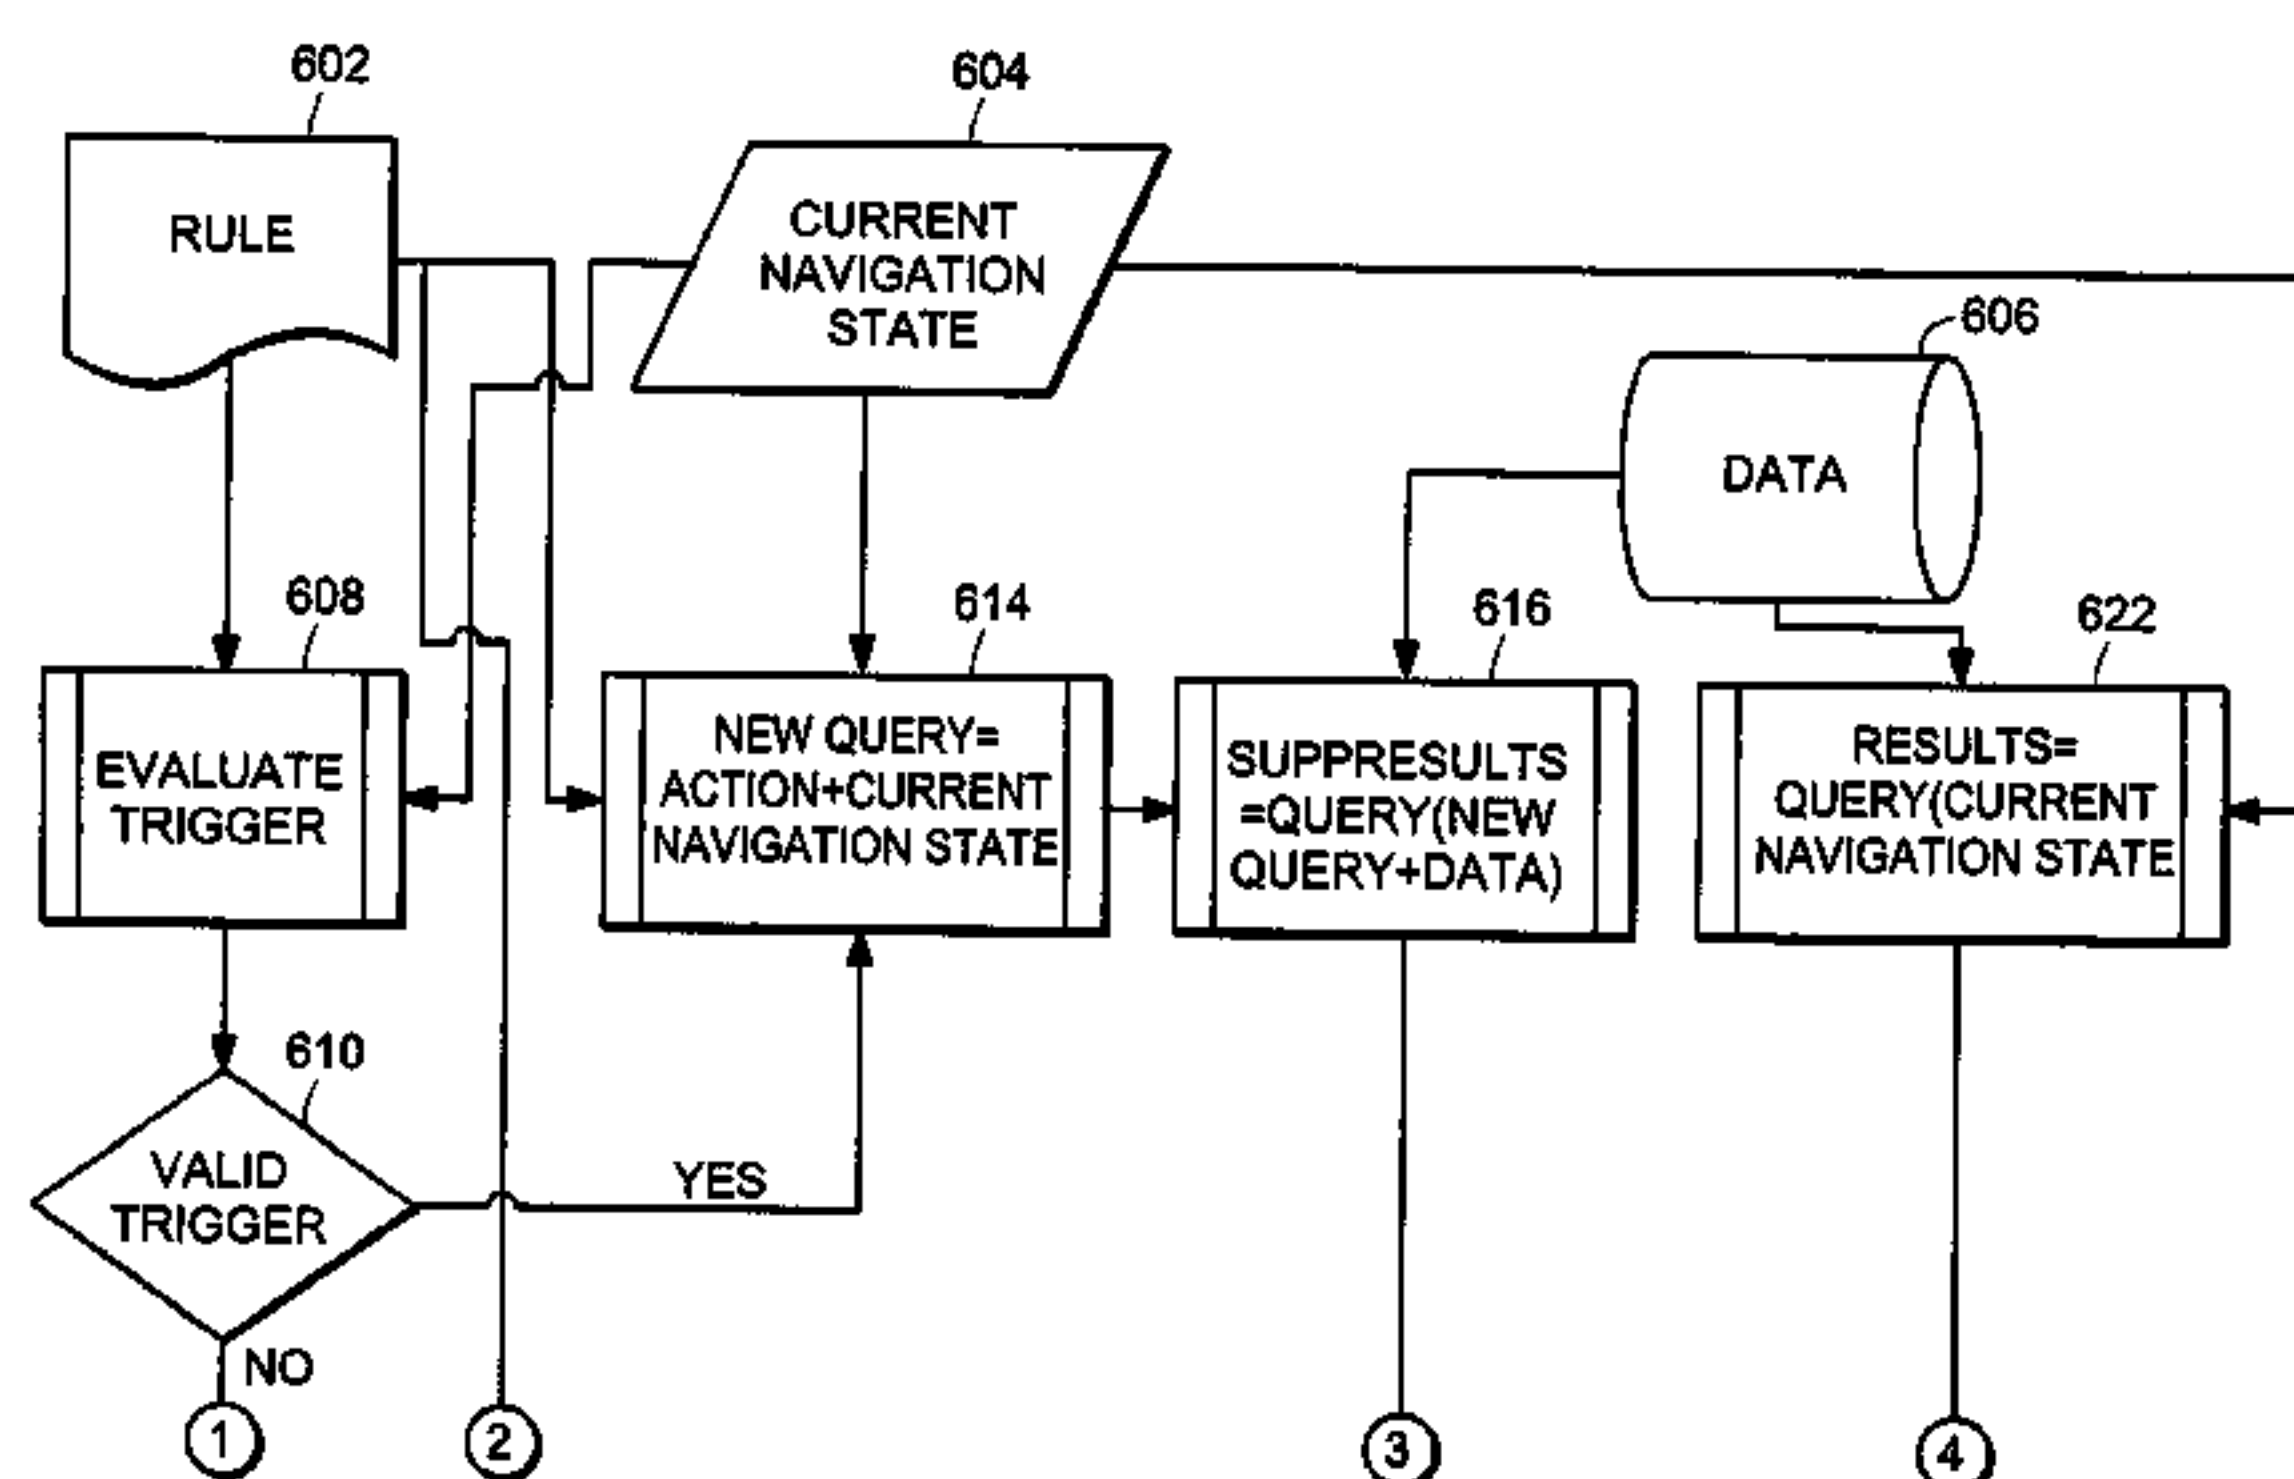 602
604
RULE
CURRENT
NAVIGATION
STATE
606
DATA
608
614
616
622
EVALUATE
TRIGGER
NEW QUERY=
ACTION+CURRENT
NAVIGATION STATE
SUPPRESULTS
=QUERY(NEW
QUERY+DATA)
RESULTS=
QUERY(CURRENT
NAVIGATION STATE
610
VALID
TRIGGER
YES
NO
1
2
3
4